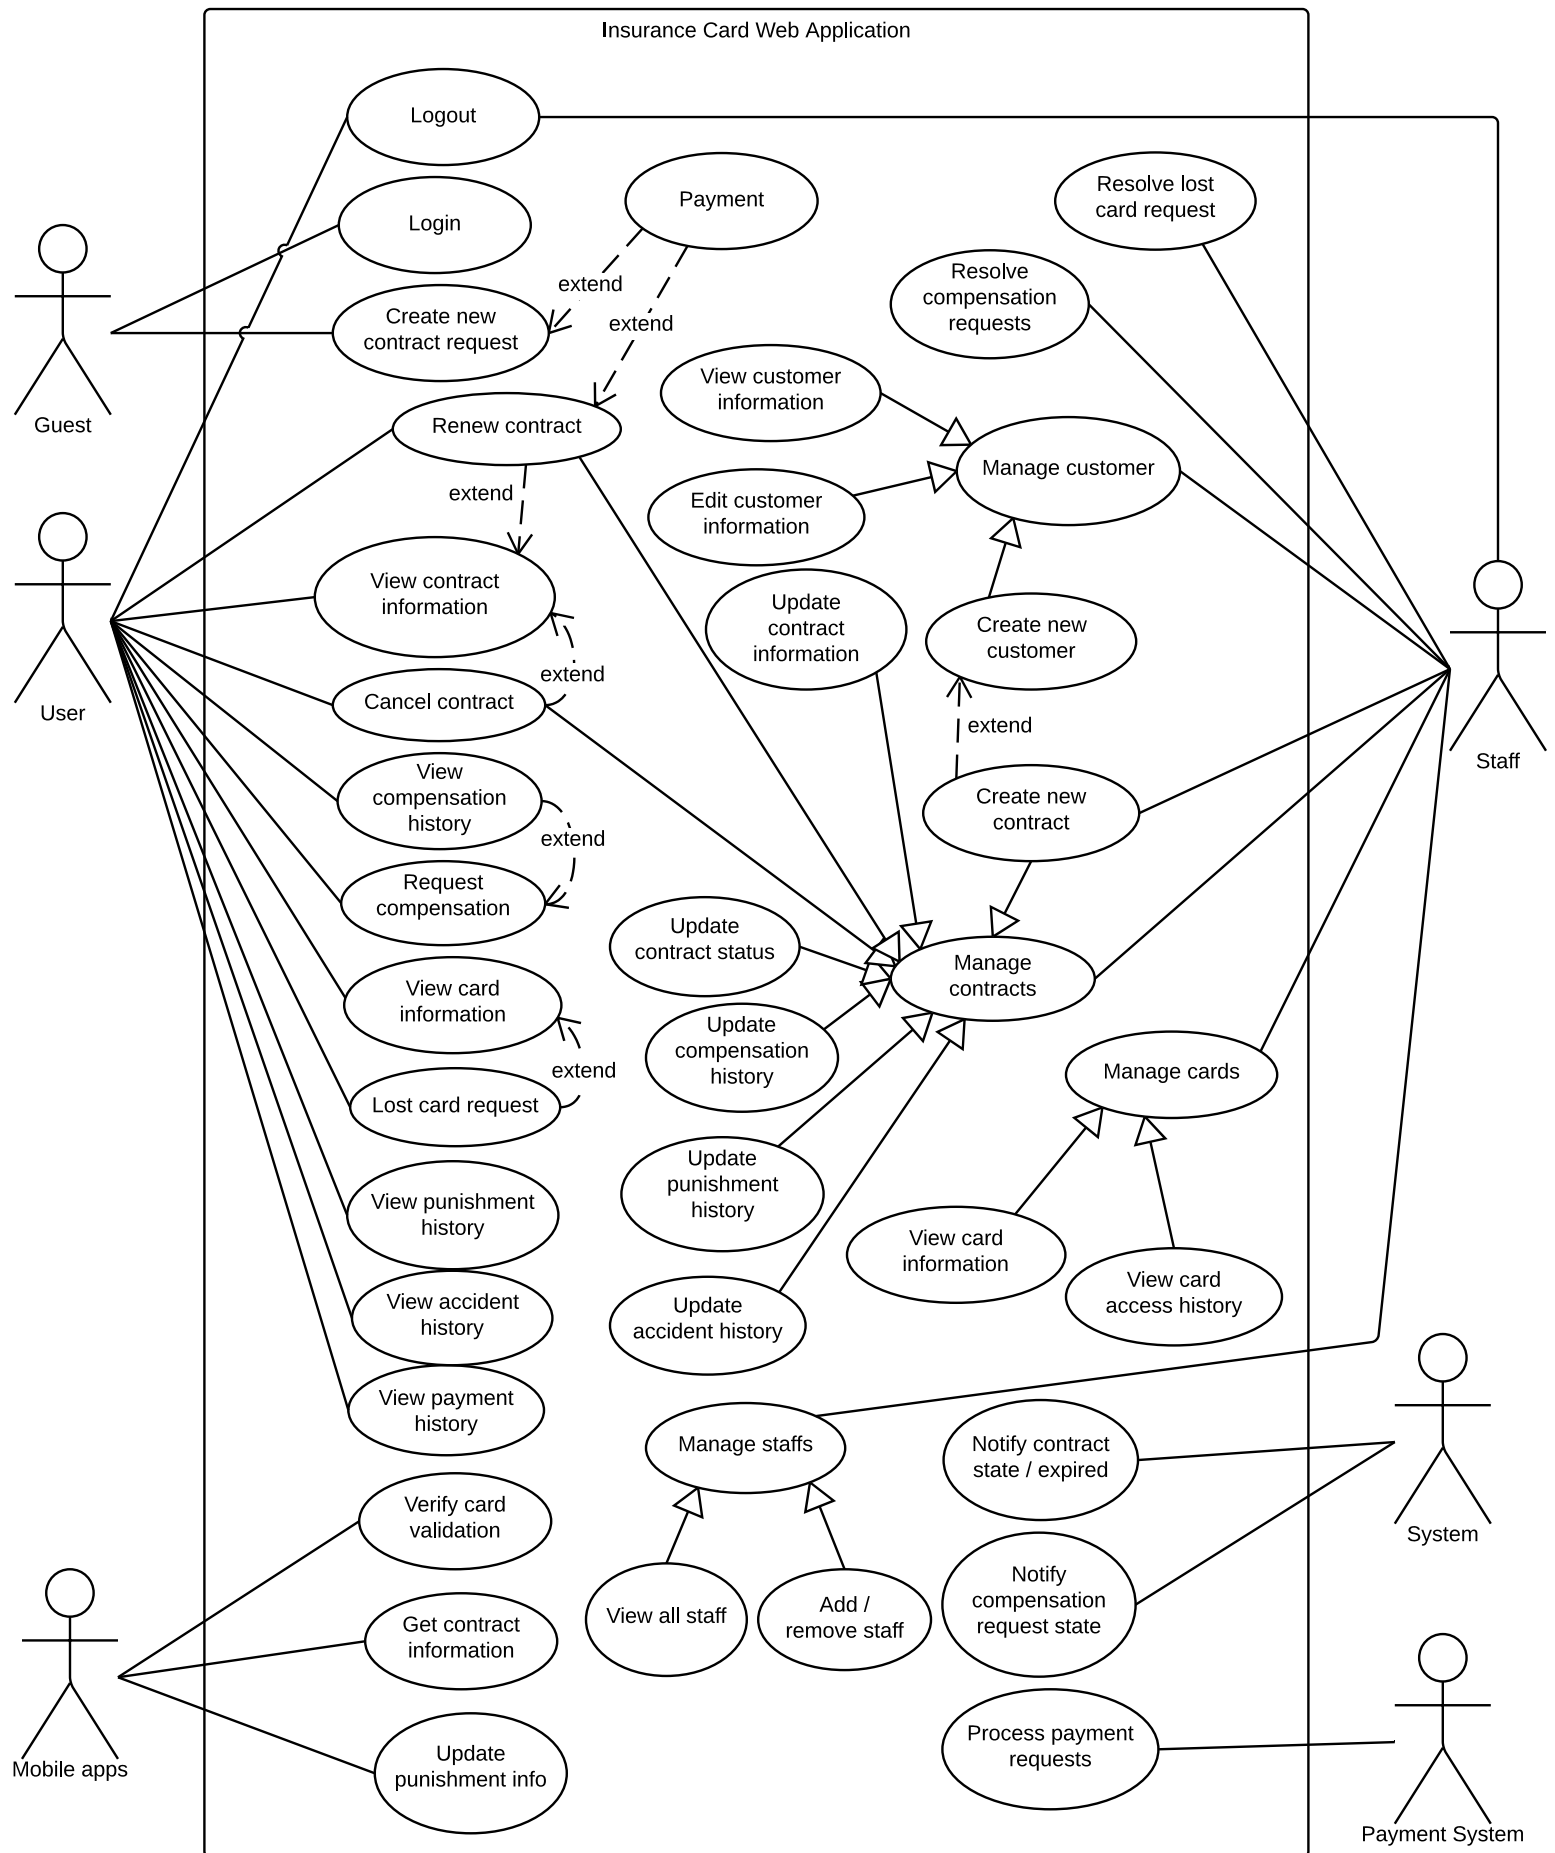 Insurance Card Web Application
Logout
Login
Create new
contract request
Payment
extend
extend
Resolve lost
card request
Resolve
compensation
requests
Guest
Renew contract
extend
View customer
information
Manage customer
Edit customer
information
View contract
information
Update
contract
information
Create new
customer
extend
User
Cancel contract
extend
Staff
View
compensation
history
extend
Create new
contract
Request
compensation
Update
contract status
Manage
contracts
View card
information
extend
Update
compensation
history
Manage cards
Lost card request
Update
punishment
history
View punishment
history
View card
information
View card
access history
View accident
history
Update
accident history
View payment
history
Manage staffs
Notify contract
state / expired
System
Verify card
validation
View all staff
Add /
remove staff
Notify
compensation
request state
Get contract
information
Mobile apps
Update
punishment info
Process payment
requests
Payment System